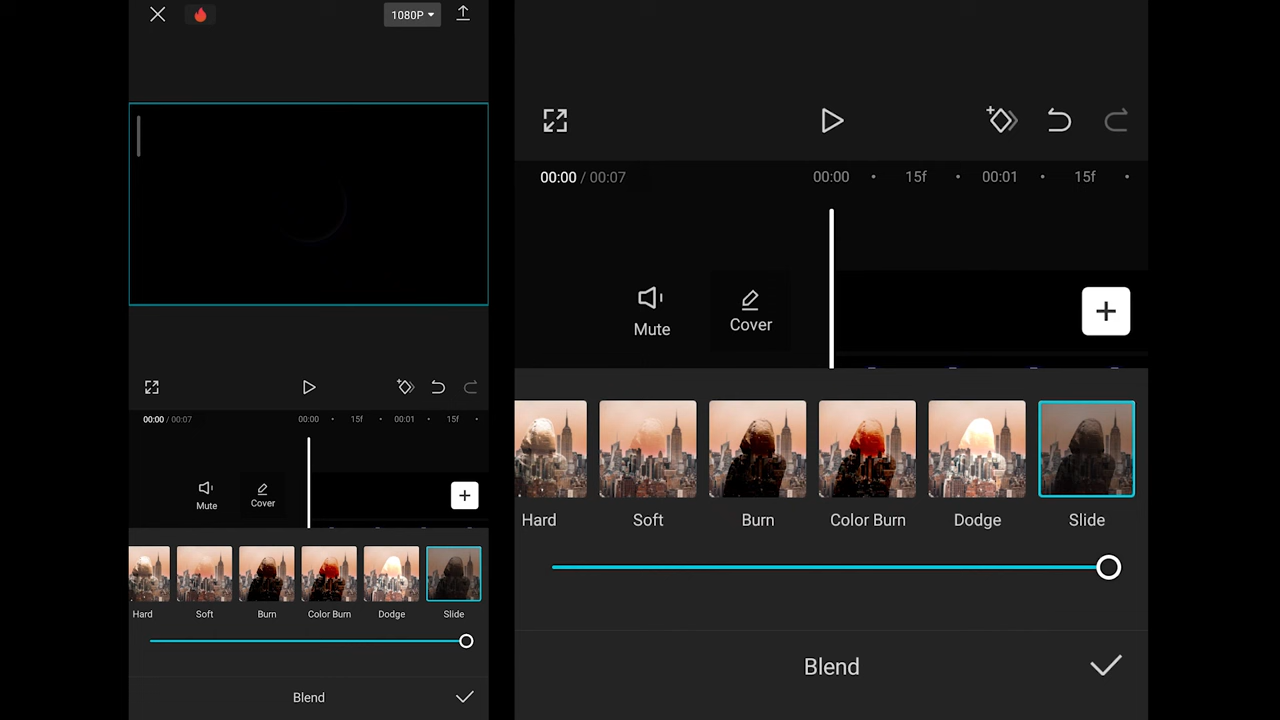 1080P
00:00 / 00:07
00:00
15f
00:01
15f
Mute
Cover
Hard
Soft
Burn
Color Burn
Dodge
Slide
Blend
00:00 / 00:07
00:00
15f
00:01
15f
Mute
Cover
Hard
Soft
Burn
Color Burn
Dodge
Slide
Blend